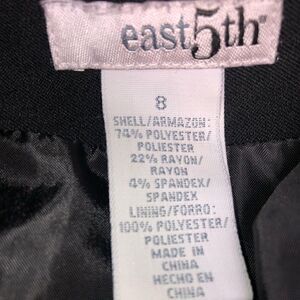 east5th
8
SHELL/ARMAZON:
74% POLYESTER/
POLIESTER
22% RAYON/
RAYON
4% SPANDEX/
SPANDEX
LINING/FORRO:
100% POLYESTER/
POLIESTER
MADE IN
CHINA
HECHO EN
CHINA